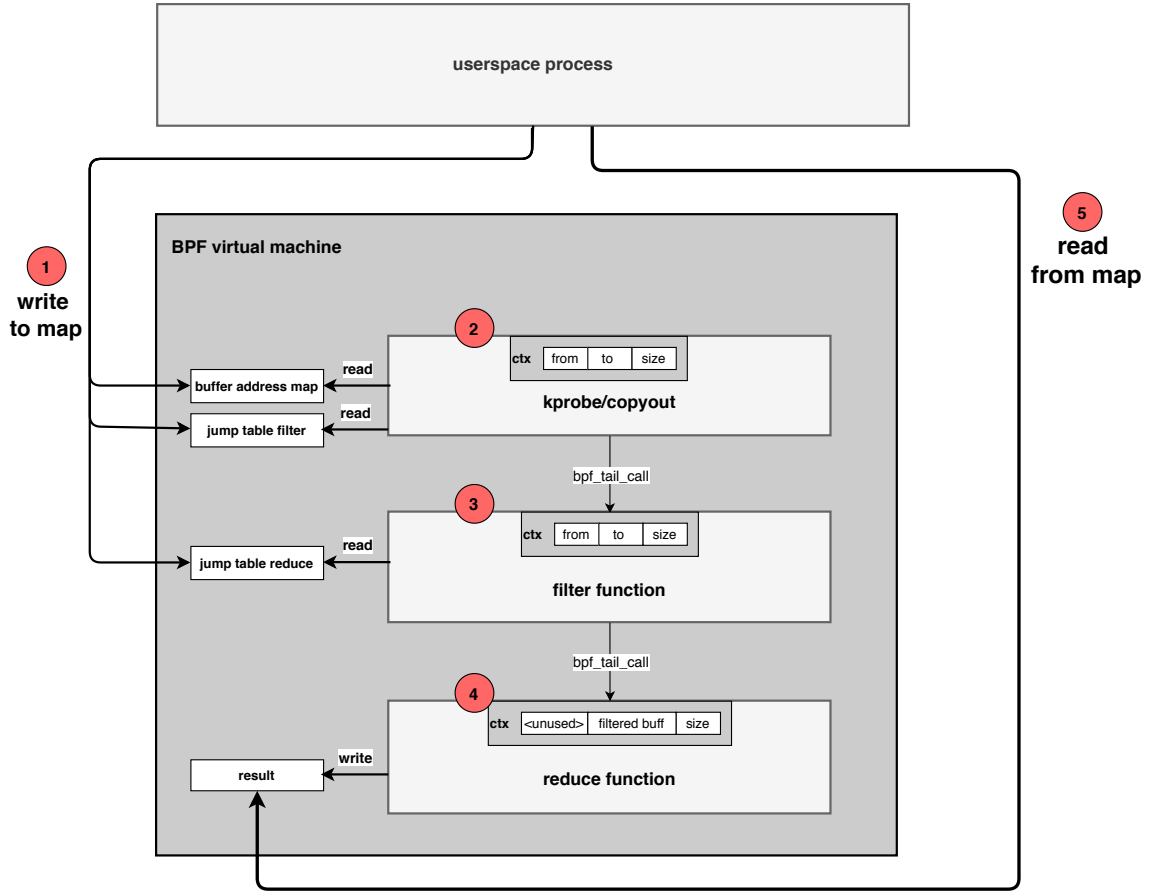 userspace process
BPF virtual machine
1
write
to map
5
read
from map
2
ctx from to size
kprobe/copyout
read
buffer address map
read
jump table filter
bpf_tail_call
3
ctx from to size
filter function
read
jump table reduce
bpf_tail_call
4
ctx <unused> filtered buff size
reduce function
write
result